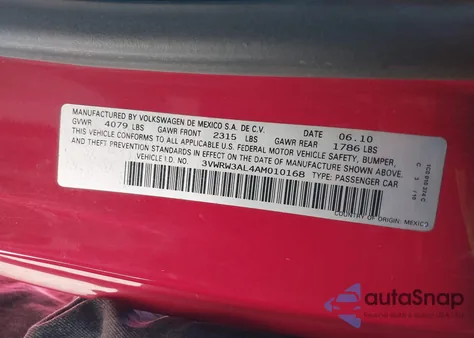 MANUFACTURED BY VOLKSWAGEN DE MEXICO S.A. DE C.V. DATE 06.10
GVWR 4079 LBS GAWR FRONT 2315 LBS GAWR REAR 1786 LBS
THIS VEHICLE CONFORMS TO ALL APPLICABLE U.S. FEDERAL MOTOR VEHICLE SAFETY, BUMPER,
AND THEFT PREVENTION STANDARDS IN EFFECT ON THE DATE OF MANUFACTURE SHOWN ABOVE.
VEHICLE I.D.: 3VWRW3AL4AM010168 TYPE: PASSENGER CAR
COUNTRY OF ORIGIN: MEXICO
autoSnap